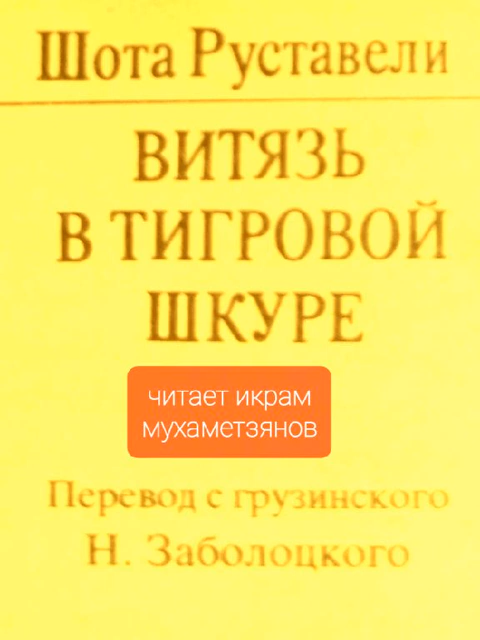 Шота Руставели
ВИТЯЗЬ
В ТИГРОВОЙ
ШКУРЕ
читает икрам
мухаметзянов
Перевод с грузинского
Н. Заболоцкого